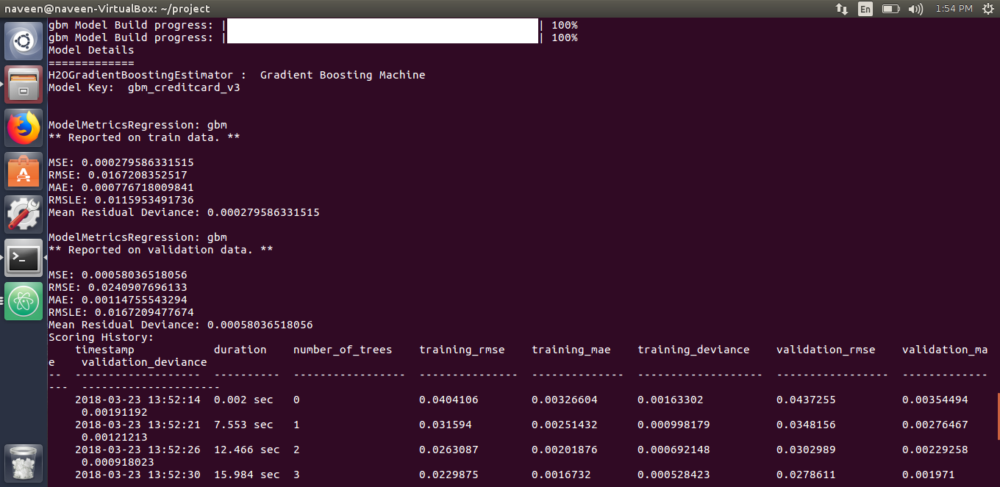 naveen@naveen-VirtualBox: ~/project
En
1:54 PM
gbm Model Build progress: | | 100%
gbm Model Build progress: | | 100%
Model Details
=============
H2OGradientBoostingEstimator :  Gradient Boosting Machine
Model Key:  gbm_creditcard_v3
ModelMetricsRegression: gbm
** Reported on train data. **
MSE: 0.000279586331515
RMSE: 0.0167208352517
MAE: 0.000776718009841
RMSLE: 0.0115953491736
Mean Residual Deviance: 0.000279586331515
ModelMetricsRegression: gbm
** Reported on validation data. **
MSE: 0.00058036518056
RMSE: 0.0240907696133
MAE: 0.00114755543294
RMSLE: 0.0167209477674
Mean Residual Deviance: 0.00058036518056
Scoring History:
    timestamp            duration    number_of_trees    training_rmse    training_mae    training_deviance    validation_rmse    validation_ma
e    validation_deviance
--  -------------------  ----------  -----------------  ---------------  --------------  -------------------  -----------------  -------------
---  ---------------------
    2018-03-23 13:52:14  0.002 sec   0                  0.0404106        0.00326604      0.00163302           0.0437255          0.00354494
     0.00191192
    2018-03-23 13:52:21  7.553 sec   1                  0.031594         0.00251432      0.000998179          0.0348156          0.00276467
     0.00121213
    2018-03-23 13:52:26  12.466 sec  2                  0.0263087        0.00201876      0.000692148          0.0302989          0.00229258
     0.000918023
    2018-03-23 13:52:30  15.984 sec  3                  0.0229875        0.0016732       0.000528423          0.0278611          0.001971